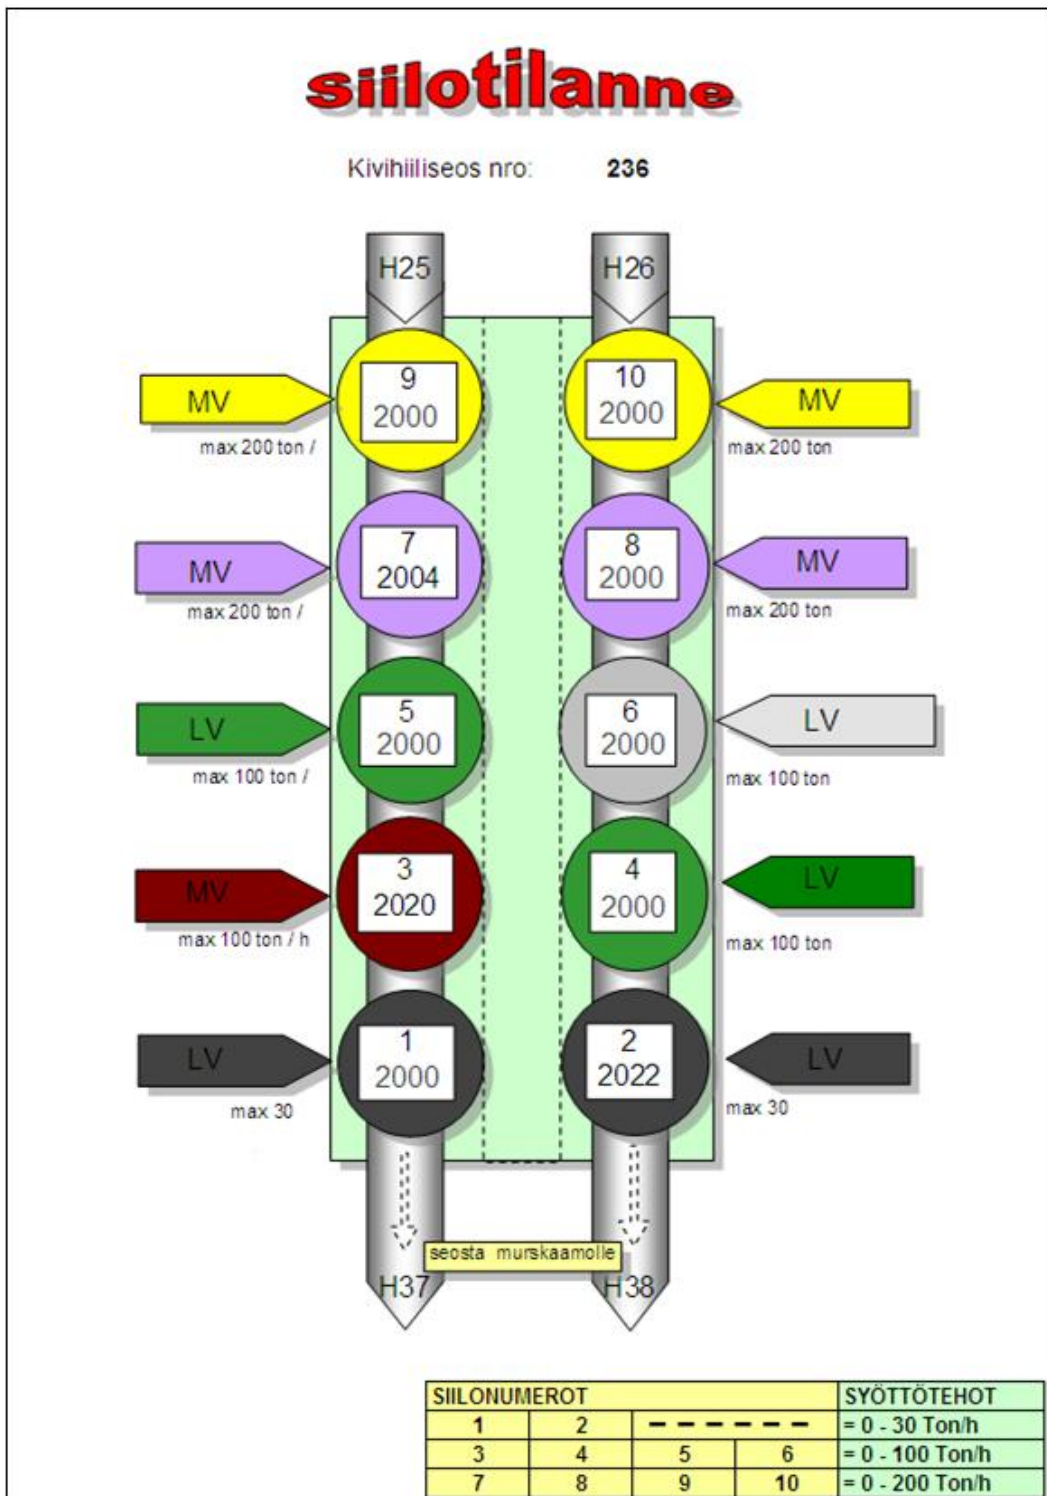 siilotilanne
Kivihiiliseos nro: 236
H25 H26
9 10
MV 2000 2000 MV
max 200 ton / max 200 ton
7 8
MV 2004 2000 MV
max 200 ton / max 200 ton
5 6
LV 2000 2000 LV
max 100 ton / max 100 ton
3 4
MV 2020 2000 LV
max 100 ton / h max 100 ton
1 2
LV 2000 2022 LV
max 30 max 30
seosta murskaamolle
H37 H38
SIILONUMEROT SYÖTTÖTEHOT
1 2 – – – – – – = 0 - 30 Ton/h
3 4 5 6 = 0 - 100 Ton/h
7 8 9 10 = 0 - 200 Ton/h